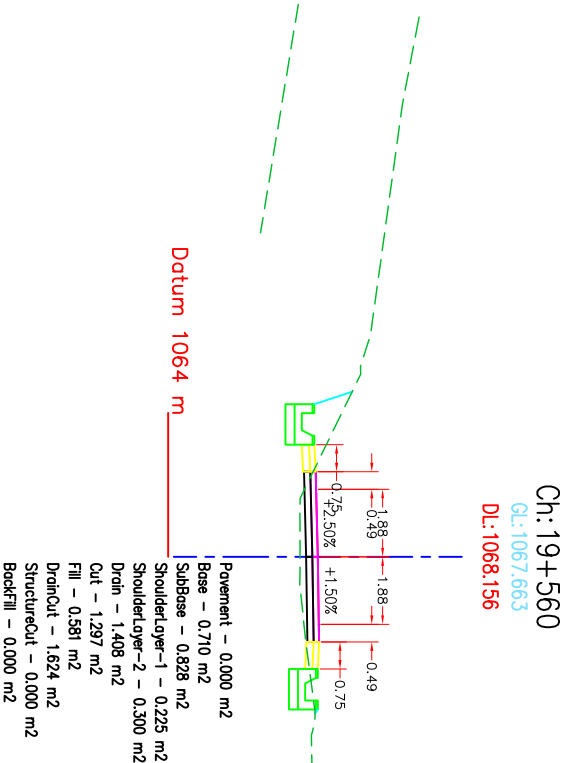 Ch: 19+560
GL:1067.663
DL:1068.156
1.88
1.88
0.49
0.49
0.75
0.75
+2.50%
+1.50%
Datum 1064 m
Pavement - 0.000 m2
Base - 0.710 m2
SubBase - 0.828 m2
ShoulderLayer-1 - 0.225 m2
ShoulderLayer-2 - 0.300 m2
Drain - 1.408 m2
Cut - 1.297 m2
Fill - 0.581 m2
DrainCut - 1.624 m2
StructureCut - 0.000 m2
BackFill - 0.000 m2